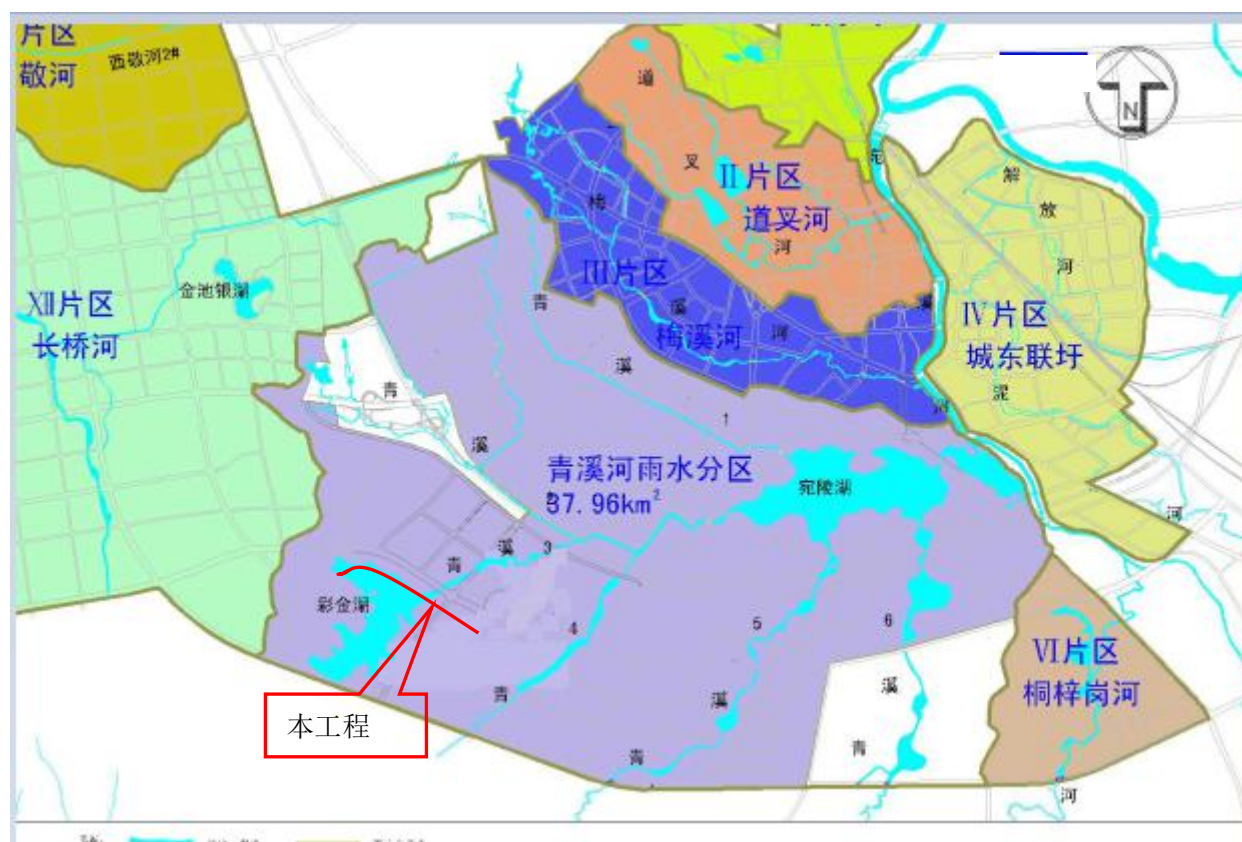 片区
敬河
西敬河2#
N
道
叉
河
Ⅱ片区
道叉河
宛
溪
河
解
放
河
泥
河
梅
溪
河
Ⅲ片区
梅溪河
Ⅳ片区
城东联圩
金池银湖
Ⅻ片区
长桥河
青
溪
1
青
溪
2
青溪河雨水分区
37.96km²
宛陵湖
青
溪
3
彩金湖
4
青
5
溪
青
6
溪
青
Ⅵ片区
桐梓岗河
河
本工程